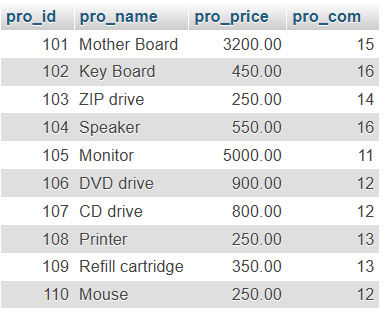 pro_id pro_name pro_price pro_com
101 Mother Board 3200.00 15
102 Key Board 450.00 16
103 ZIP drive 250.00 14
104 Speaker 550.00 16
105 Monitor 5000.00 11
106 DVD drive 900.00 12
107 CD drive 800.00 12
108 Printer 250.00 13
109 Refill cartridge 350.00 13
110 Mouse 250.00 12